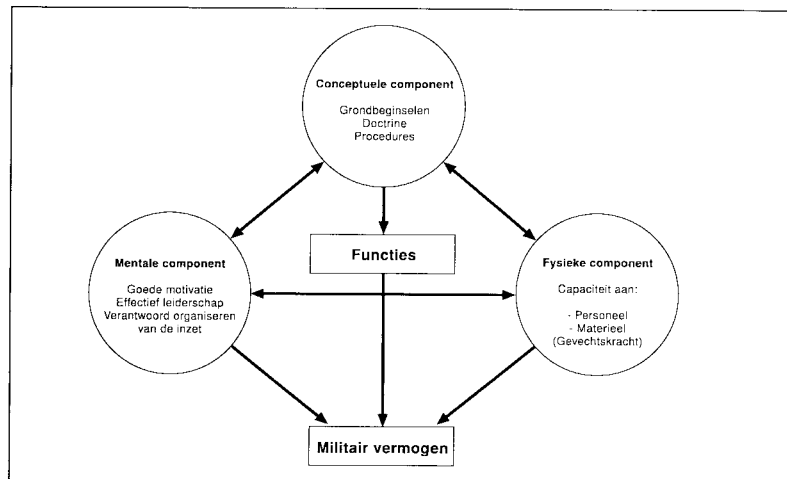 Conceptuele component
Grondbeginselen
Doctrine
Procedures
Functies
Mentale component
Goede motivatie
Effectief leiderschap
Verantwoord organiseren
van de inzet
Fysieke component
Capaciteit aan:
- Personeel
- Materieel
(Gevechtskracht)
Militair vermogen